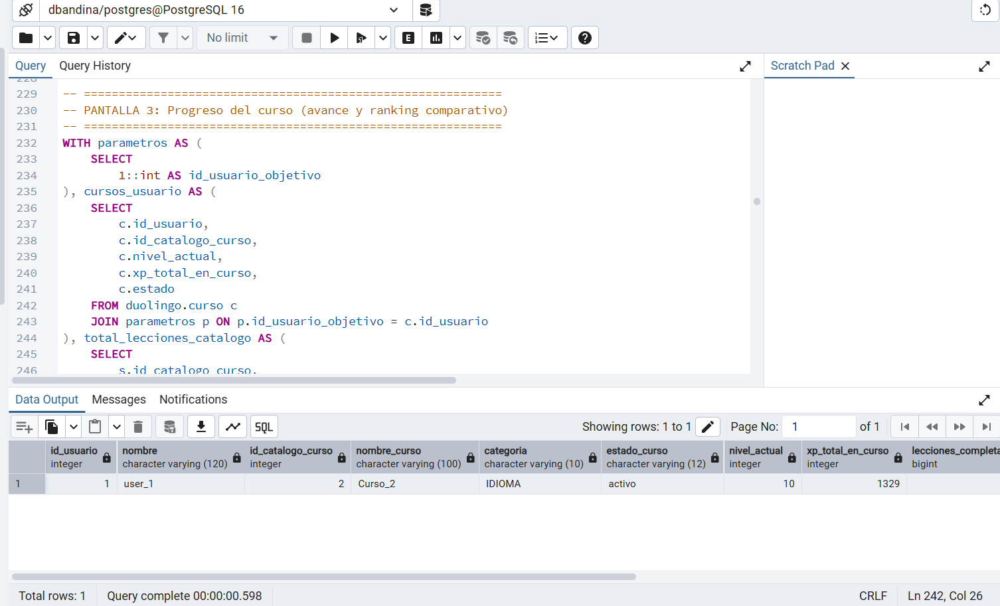 dbandina/postgres@PostgreSQL 16
No limit
Query
Query History
Scratch Pad
228
229 -- ============================================================
230 -- PANTALLA 3: Progreso del curso (avance y ranking comparativo)
231 -- ============================================================
232 WITH parametros AS (
233 SELECT
234 1::int AS id_usuario_objetivo
235 ), cursos_usuario AS (
236 SELECT
237 c.id_usuario,
238 c.id_catalogo_curso,
239 c.nivel_actual,
240 c.xp_total_en_curso,
241 c.estado
242 FROM duolingo.curso c
243 JOIN parametros p ON p.id_usuario_objetivo = c.id_usuario
244 ), total_lecciones_catalogo AS (
245 SELECT
246 s.id_catalogo_curso,
Data Output Messages Notifications
SQL Showing rows: 1 to 1 Page No: 1 of 1
id_usuario nombre id_catalogo_curso nombre_curso categoria estado_curso nivel_actual xp_total_en_curso lecciones_completa
integer character varying (120) integer character varying (100) character varying (10) character varying (12) integer integer bigint
1 1 user_1 2 Curso_2 IDIOMA activo 10 1329
Total rows: 1 Query complete 00:00:00.598 CRLF Ln 242, Col 26